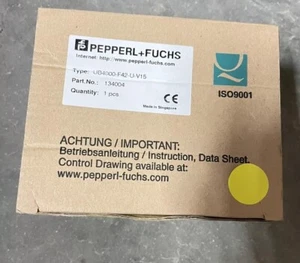 PEPPERL+FUCHS
Internet: http://www.pepperl-fuchs.com
Type: UB4000-F42-U-V15
Part.No.: 134004
Quantity: 1 pcs
Made in Singapore
CE
ISO9001
ACHTUNG / IMPORTANT:
Betriebsanleitung / Instruction, Data Sheet,
Control Drawing available at:
www.pepperl-fuchs.com